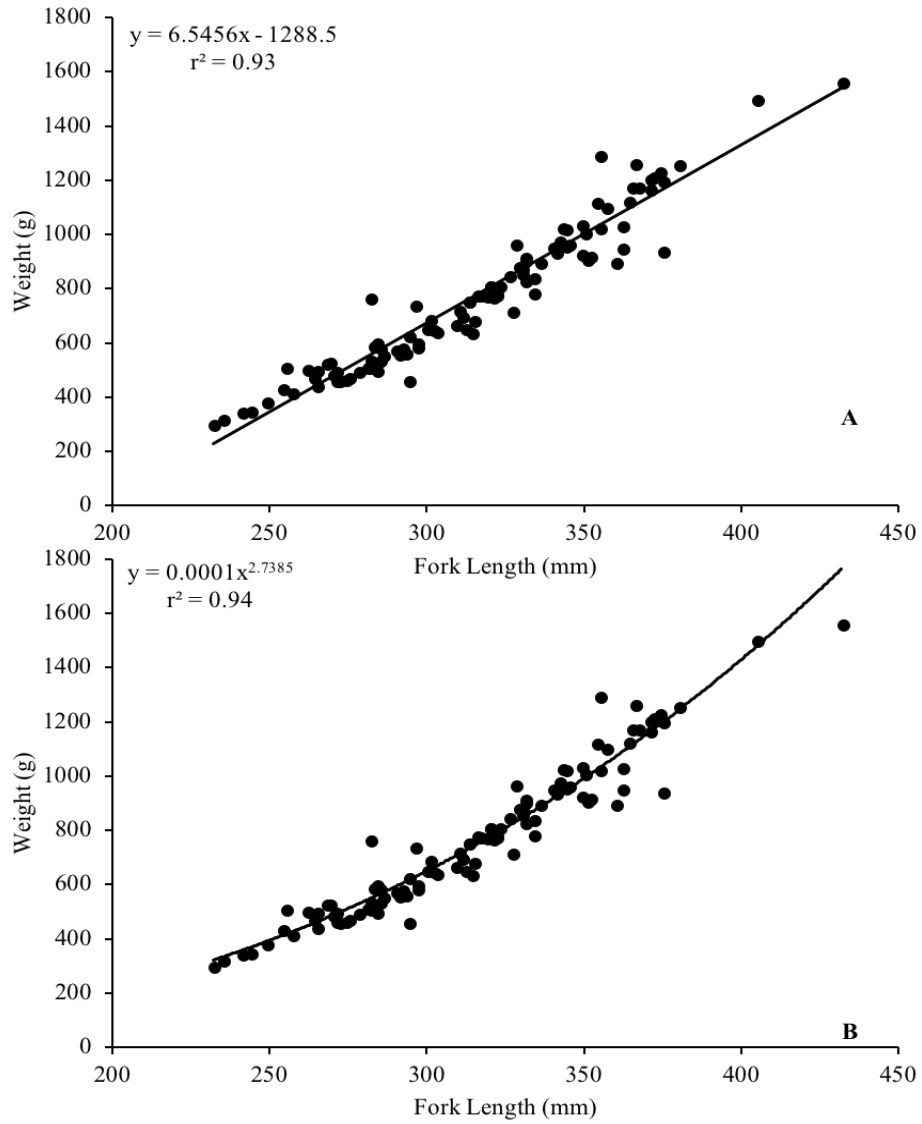 1800
y = 6.5456x - 1288.5
r² = 0.93
1600
1400
1200
1000
800
600
400
200
0
Weight (g)
A
200 250 300 350 400 450
Fork Length (mm)
1800
y = 0.0001x^2.7385
r² = 0.94
1600
1400
1200
1000
800
600
400
200
0
Weight (g)
B
200 250 300 350 400 450
Fork Length (mm)